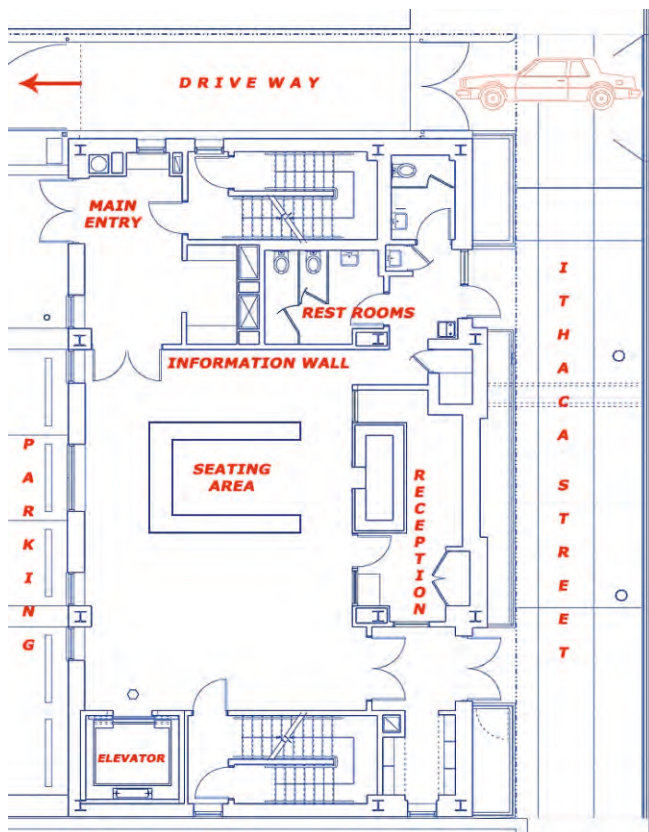 DRIVE WAY
MAIN
ENTRY
REST ROOMS
INFORMATION WALL
SEATING
AREA
RECEPTION
ELEVATOR
PARKING
ITHACA STREET